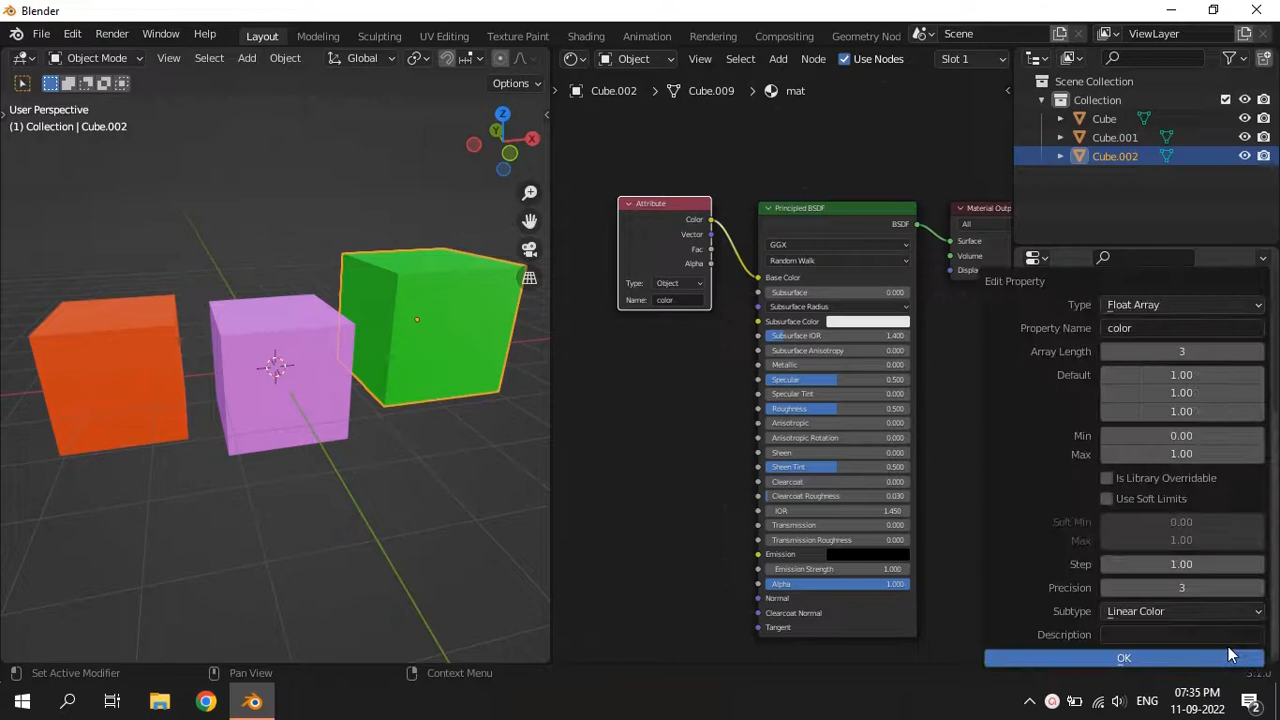 Blender
File Edit Render Window Help Layout Modeling Sculpting UV Editing Texture Paint Shading Animation Rendering Compositing Geometry Nod Scene ViewLayer
Object Mode View Select Add Object Global Object View Select Add Node Use Nodes Slot 1
Options
Cube.002 Cube.009 mat
User Perspective
(1) Collection | Cube.002
Z
Y
X
Scene Collection
Collection
Cube
Cube.001
Cube.002
Attribute
Color
Vector
Fac
Alpha
Type: Object
Name: color
Principled BSDF
BSDF
GGX
Random Walk
Base Color
Subsurface 0.000
Subsurface Radius
Subsurface Color
Subsurface IOR 1.400
Subsurface Anisotropy 0.000
Metallic 0.000
Specular 0.500
Specular Tint 0.000
Roughness 0.500
Anisotropic 0.000
Anisotropic Rotation 0.000
Sheen 0.000
Sheen Tint 0.500
Clearcoat 0.000
Clearcoat Roughness 0.030
IOR 1.450
Transmission 0.000
Transmission Roughness 0.000
Emission
Emission Strength 1.000
Alpha 1.000
Normal
Clearcoat Normal
Tangent
Material Outp
All
Surface
Volume
Displa
Edit Property
Type Float Array
Property Name color
Array Length 3
Default 1.00
1.00
1.00
Min 0.00
Max 1.00
Is Library Overridable
Use Soft Limits
Soft Min 0.00
Max 1.00
Step 1.00
Precision 3
Subtype Linear Color
Description
OK
Set Active Modifier Pan View Context Menu
ENG
07:35 PM
11-09-2022
2